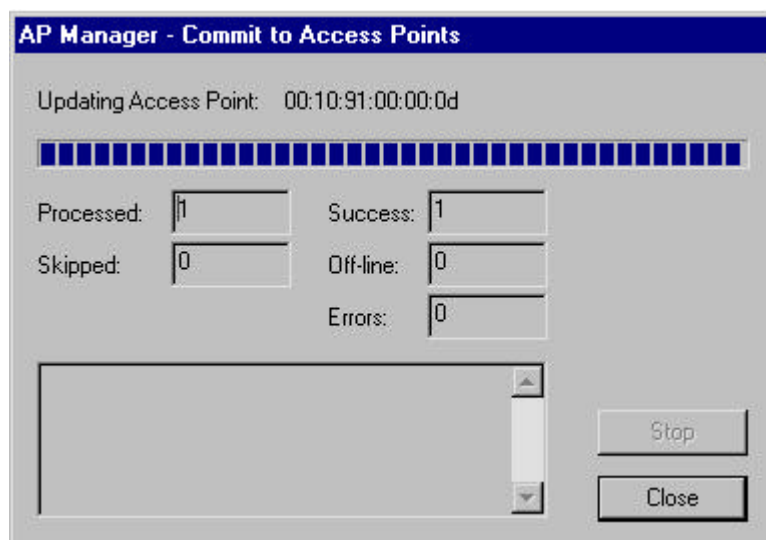 AP Manager - Commit to Access Points
Updating Access Point: 00:10:91:00:00:0d
Processed: 1 Success: 1
Skipped: 0 Off-line: 0
Errors: 0
Stop
Close